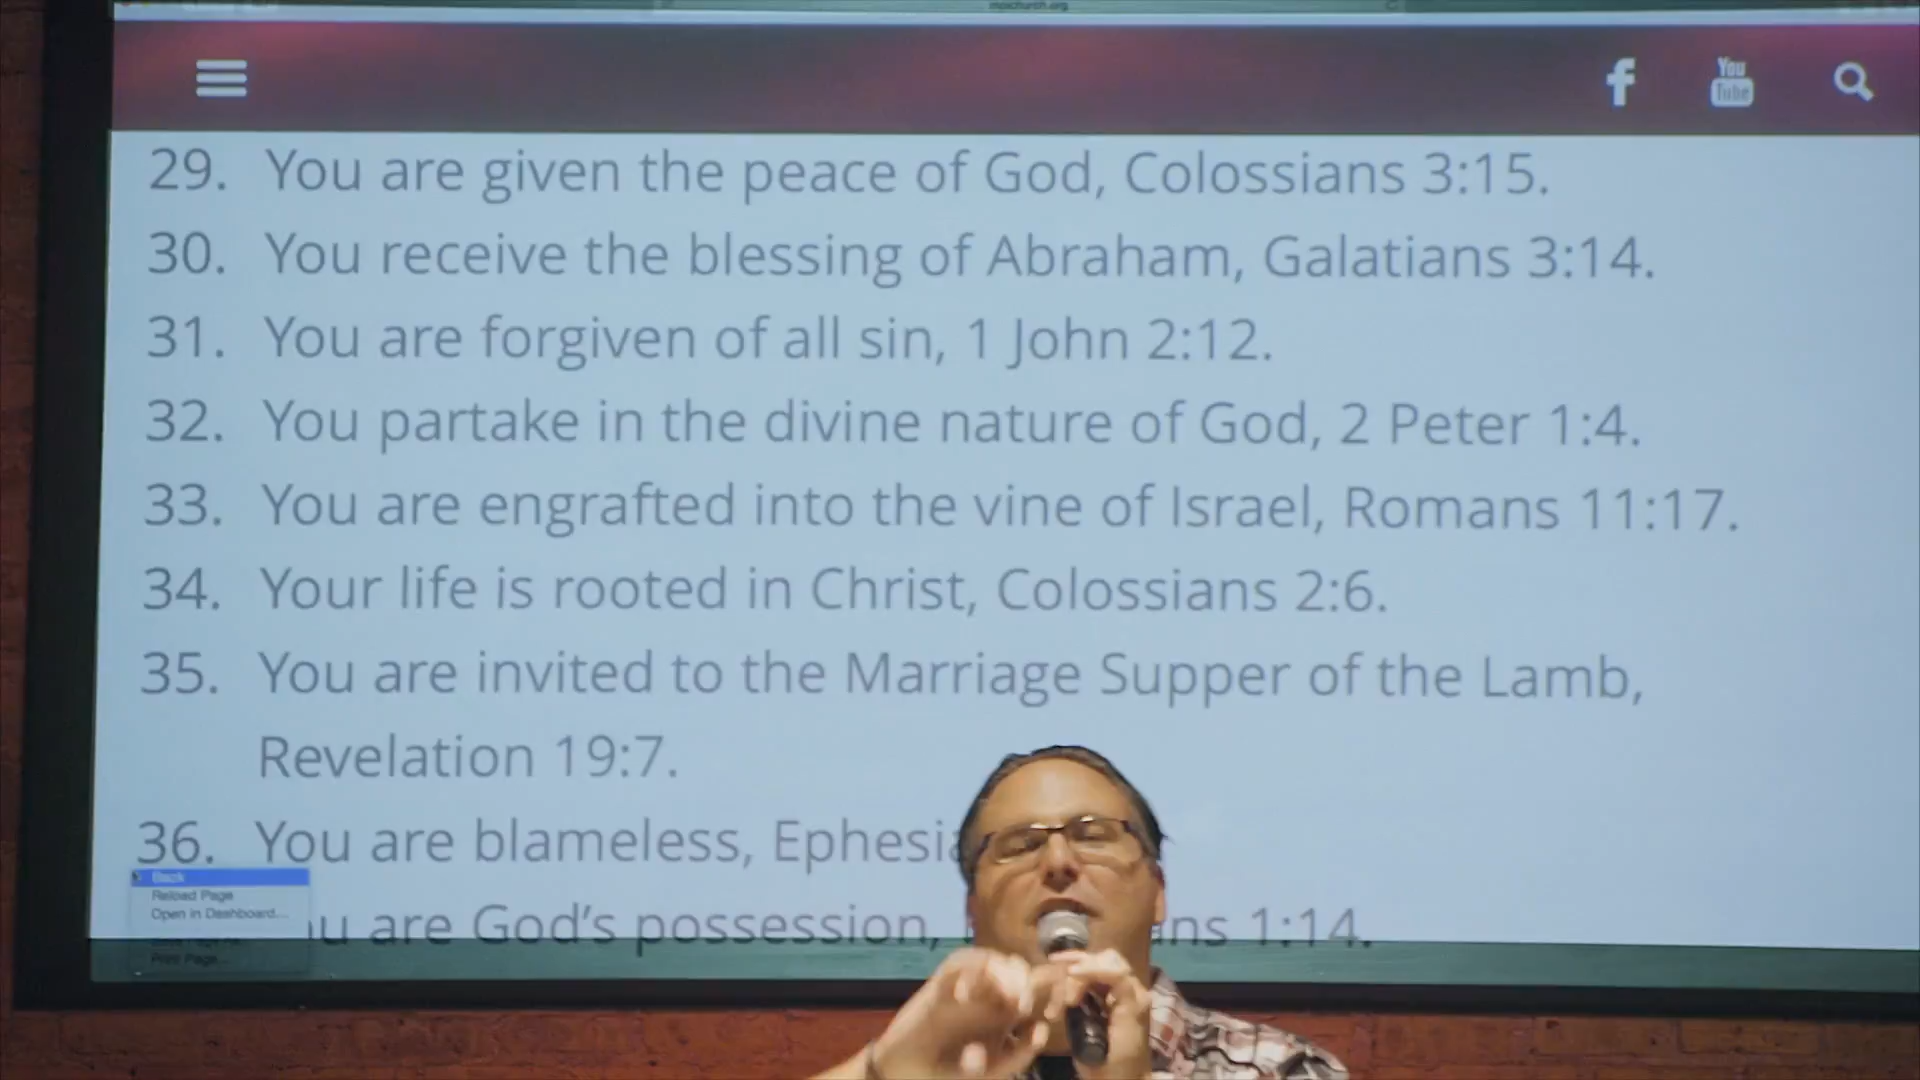 You
Tube
29. You are given the peace of God, Colossians 3:15.
30. You receive the blessing of Abraham, Galatians 3:14.
31. You are forgiven of all sin, 1 John 2:12.
32. You partake in the divine nature of God, 2 Peter 1:4.
33. You are engrafted into the vine of Israel, Romans 11:17.
34. Your life is rooted in Christ, Colossians 2:6.
35. You are invited to the Marriage Supper of the Lamb,
Revelation 19:7.
36. You are blameless,
Back
Reload Page
Open in Dashboard...
are God's possession, 1:14.
Print Page...